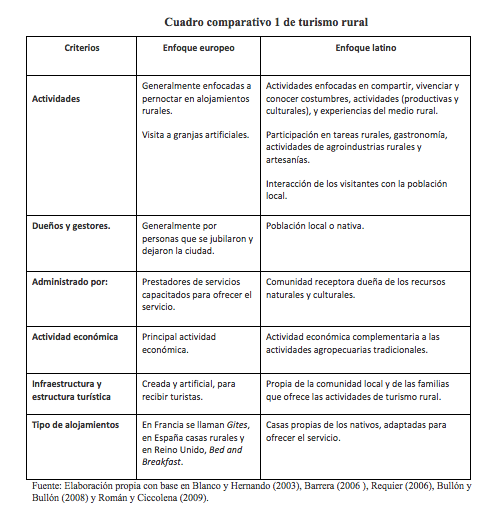 Cuadro comparativo 1 de turismo rural
Criterios
Enfoque europeo
Enfoque latino
Actividades
Generalmente enfocadas a
pernoctar en alojamientos
rurales.
Visita a granjas artificiales.
Actividades enfocadas en compartir, vivenciar y
conocer costumbres, actividades (productivas y
culturales), y experiencias del medio rural.
Participación en tareas rurales, gastronomía,
actividades de agroindustrias rurales y
artesanías.
Interacción de los visitantes con la población
local.
Dueños y gestores.
Generalmente por
personas que se jubilaron y
dejaron la ciudad.
Población local o nativa.
Administrado por:
Prestadores de servicios
capacitados para ofrecer el
servicio.
Comunidad receptora dueña de los recursos
naturales y culturales.
Actividad económica
Principal actividad
económica.
Actividad económica complementaria a las
actividades agropecuarias tradicionales.
Infraestructura y
estructura turística
Creada y artificial, para
recibir turistas.
Propia de la comunidad local y de las familias
que ofrece las actividades de turismo rural.
Tipo de alojamientos
En Francia se llaman Gites,
en España casas rurales y
en Reino Unido, Bed and
Breakfast.
Casas propias de los nativos, adaptadas para
ofrecer el servicio.
Fuente: Elaboración propia con base en Blanco y Hernando (2003), Barrera (2006 ), Requier (2006), Bullón y
Bullón (2008) y Román y Ciccolena (2009).